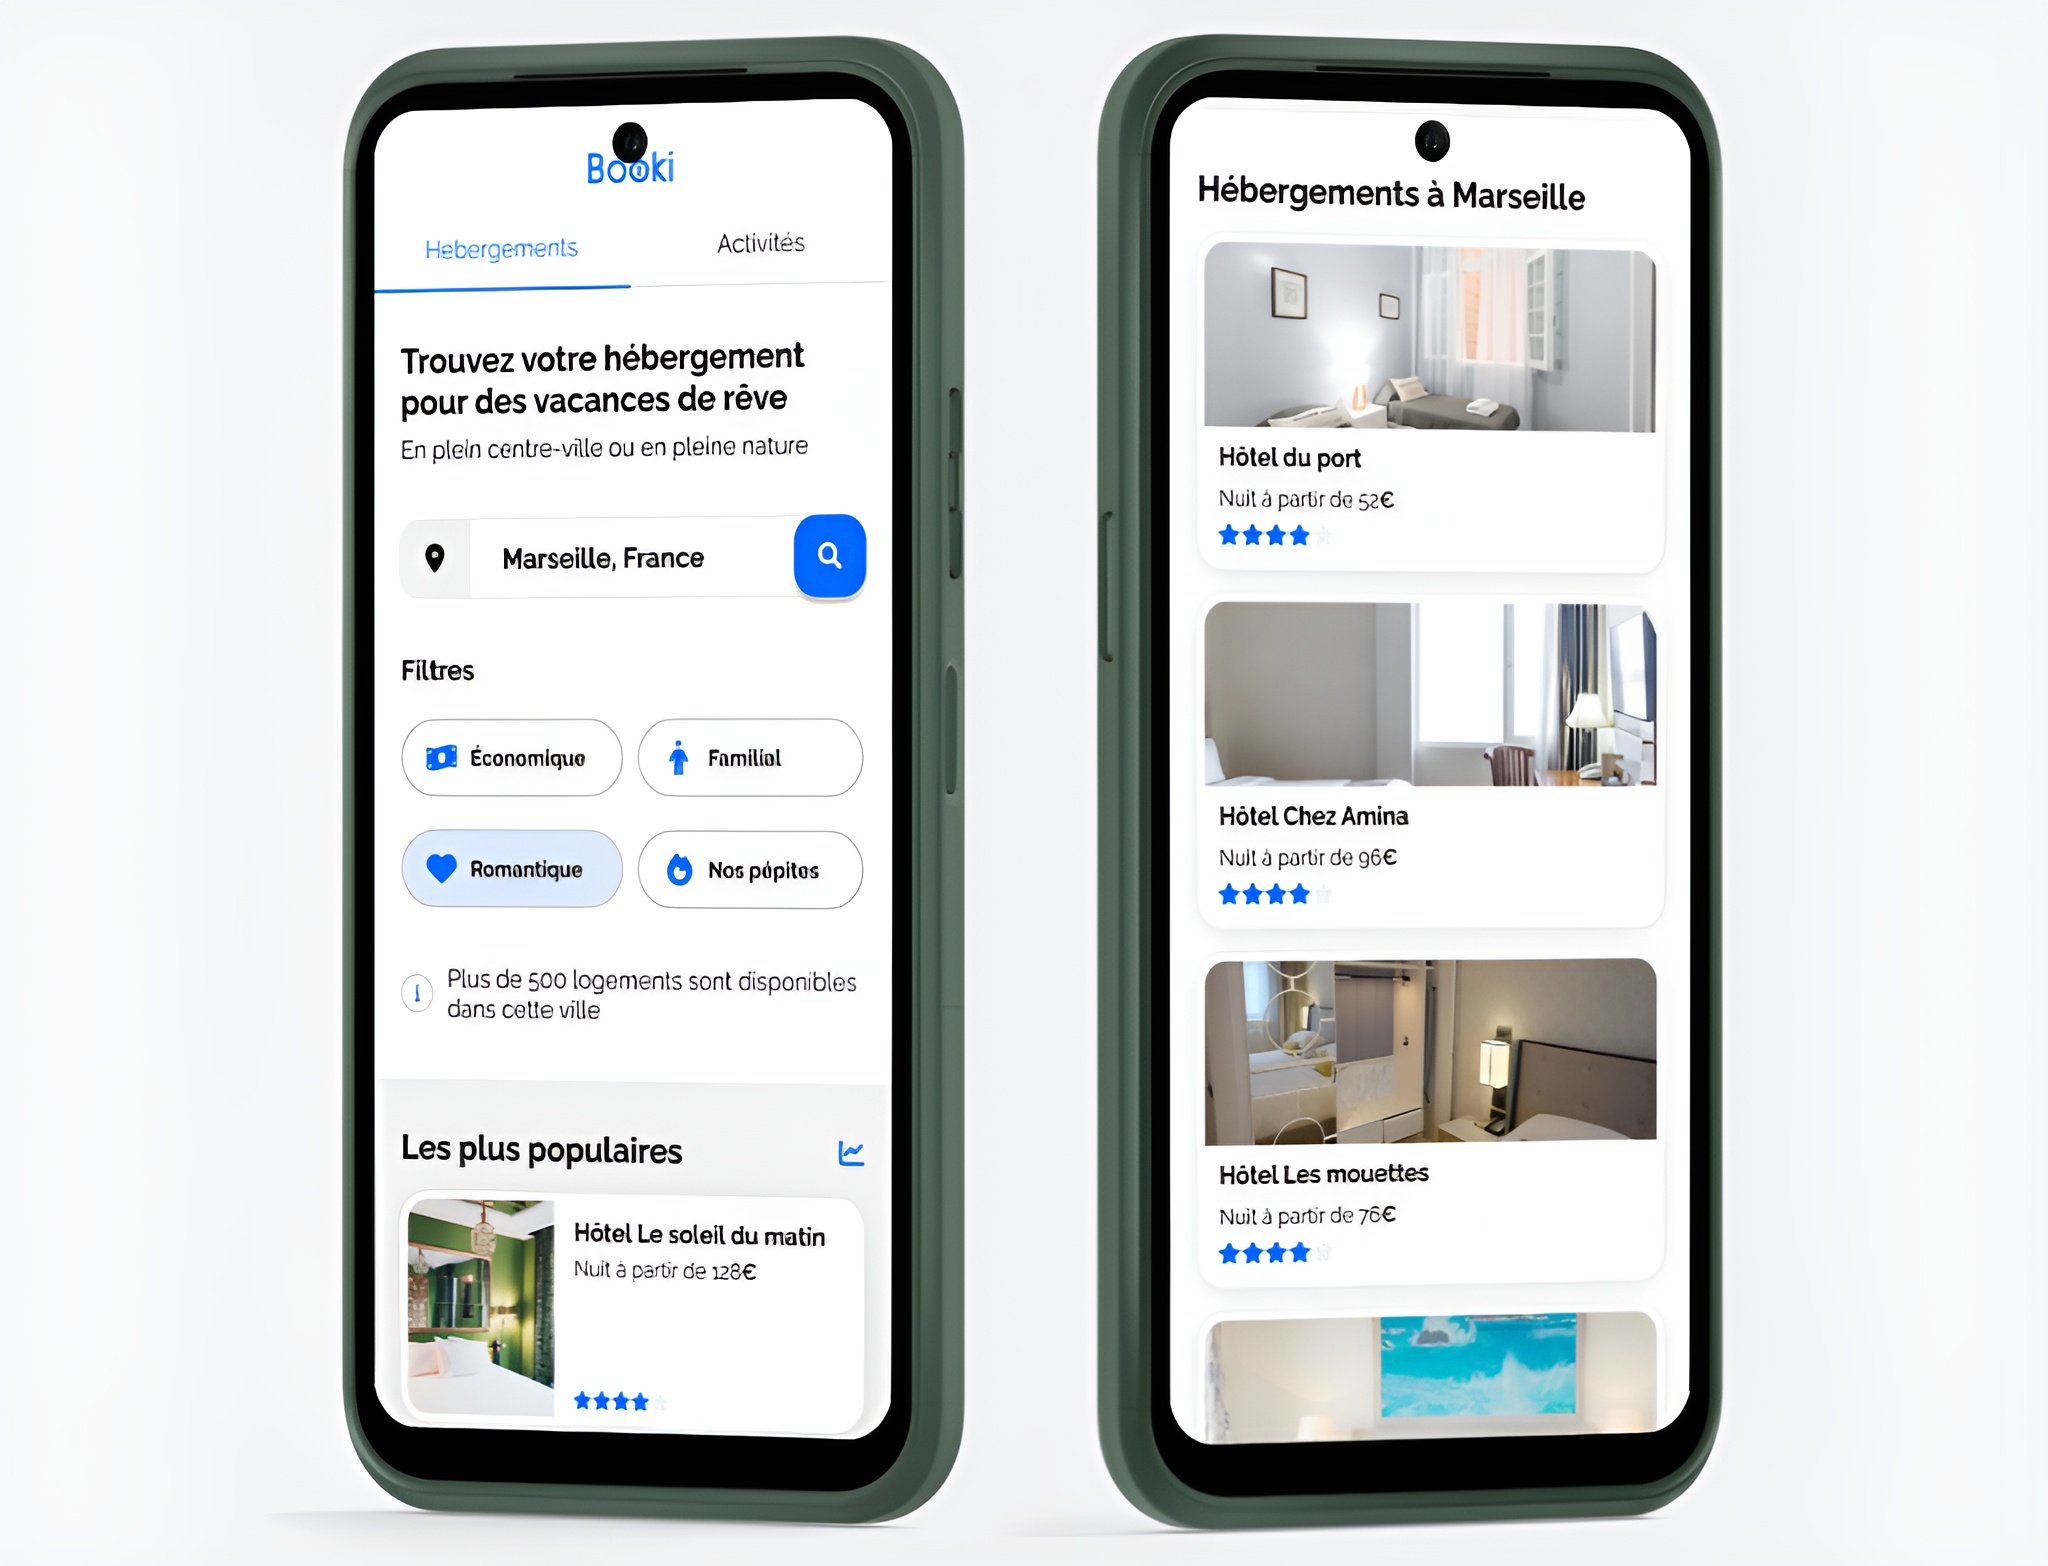 Booki
Hébergements
Activités
Trouvez votre hébergement
pour des vacances de rêve
En plein centre-ville ou en pleine nature
Marseille, France
Filtres
Économique
Familial
Romantique
Nos pépites
Plus de 500 logements sont disponibles
dans cette ville
Les plus populaires
Hôtel Le soleil du matin
Nuit à partir de 128€
Hébergements à Marseille
Hôtel du port
Nuit à partir de 52€
Hôtel Chez Amina
Nuit à partir de 96€
Hôtel Les mouettes
Nuit à partir de 76€